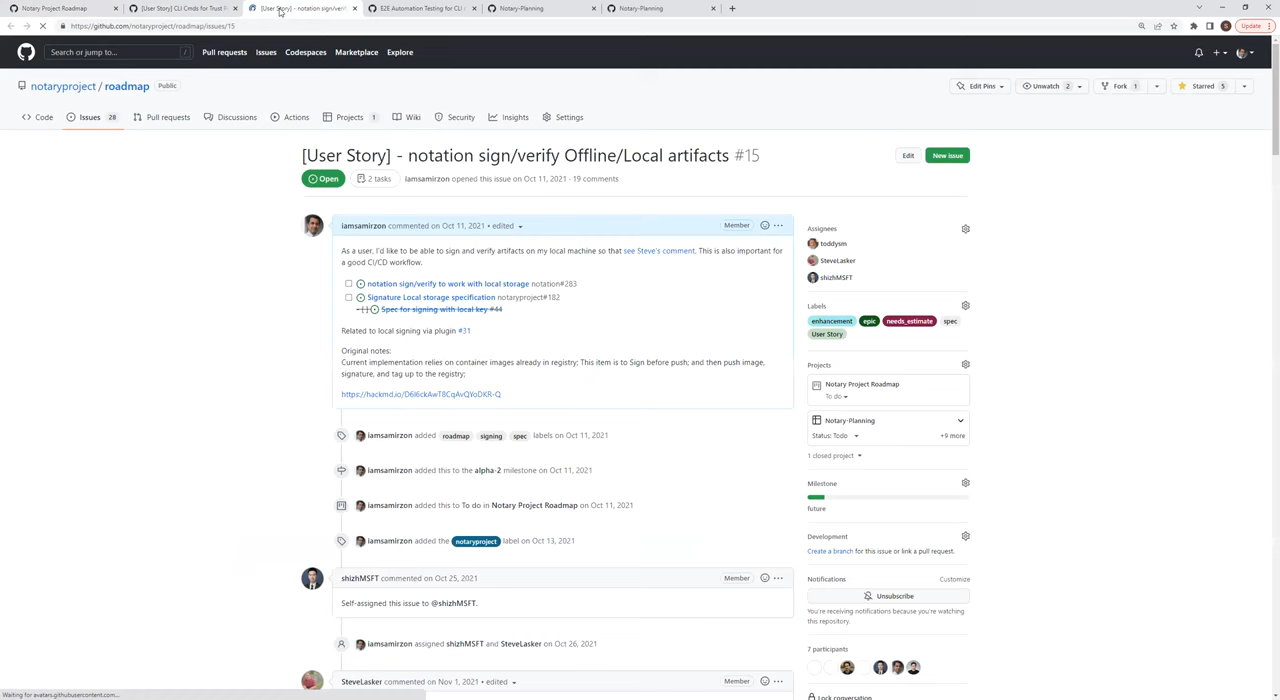 Notary Project Roadmap
[User Story] CLI Cmds for Trust P
[User Story] - notation sign/verif
E2E Automation Testing for CLI
Notary-Planning
Notary-Planning
https://github.com/notaryproject/roadmap/issues/15
Update
Search or jump to...
/
Pull requests
Issues
Codespaces
Marketplace
Explore
notaryproject / roadmap
Public
Edit Pins
Unwatch 2
Fork 1
Starred 5
Code
Issues 28
Pull requests
Discussions
Actions
Projects 1
Wiki
Security
Insights
Settings
[User Story] - notation sign/verify Offline/Local artifacts #15
Edit
New issue
Open
2 tasks
iamsamirzon opened this issue on Oct 11, 2021 · 19 comments
iamsamirzon commented on Oct 11, 2021 • edited
Member
As a user, I'd like to be able to sign and verify artifacts on my local machine so that see Steve's comment. This is also important for
a good CI/CD workflow.
notation sign/verify to work with local storage notation#283
Signature Local storage specification notaryproject#182
- [ ] Spec for signing with local key #44
Related to local signing via plugin #31
Original notes:
Current implementation relies on container images already in registry; This item is to Sign before push; and then push image,
signature, and tag up to the registry;
https://hackmd.io/D6I6ckAwT8CqAvQYoDKR-Q
iamsamirzon added roadmap signing spec labels on Oct 11, 2021
iamsamirzon added this to the alpha-2 milestone on Oct 11, 2021
iamsamirzon added this to To do in Notary Project Roadmap on Oct 11, 2021
iamsamirzon added the notaryproject label on Oct 13, 2021
shizhMSFT commented on Oct 25, 2021
Member
Self-assigned this issue to @shizhMSFT.
iamsamirzon assigned shizhMSFT and SteveLasker on Oct 26, 2021
SteveLasker commented on Nov 1, 2021 • edited
Member
Assignees
toddysm
SteveLasker
shizhMSFT
Labels
enhancement
epic
needs_estimate
spec
User Story
Projects
Notary Project Roadmap
To do
Notary-Planning
Status: Todo
+9 more
1 closed project
Milestone
future
Development
Create a branch for this issue or link a pull request.
Notifications
Customize
Unsubscribe
You're receiving notifications because you're watching
this repository.
7 participants
Lock conversation
Waiting for avatars.githubusercontent.com...